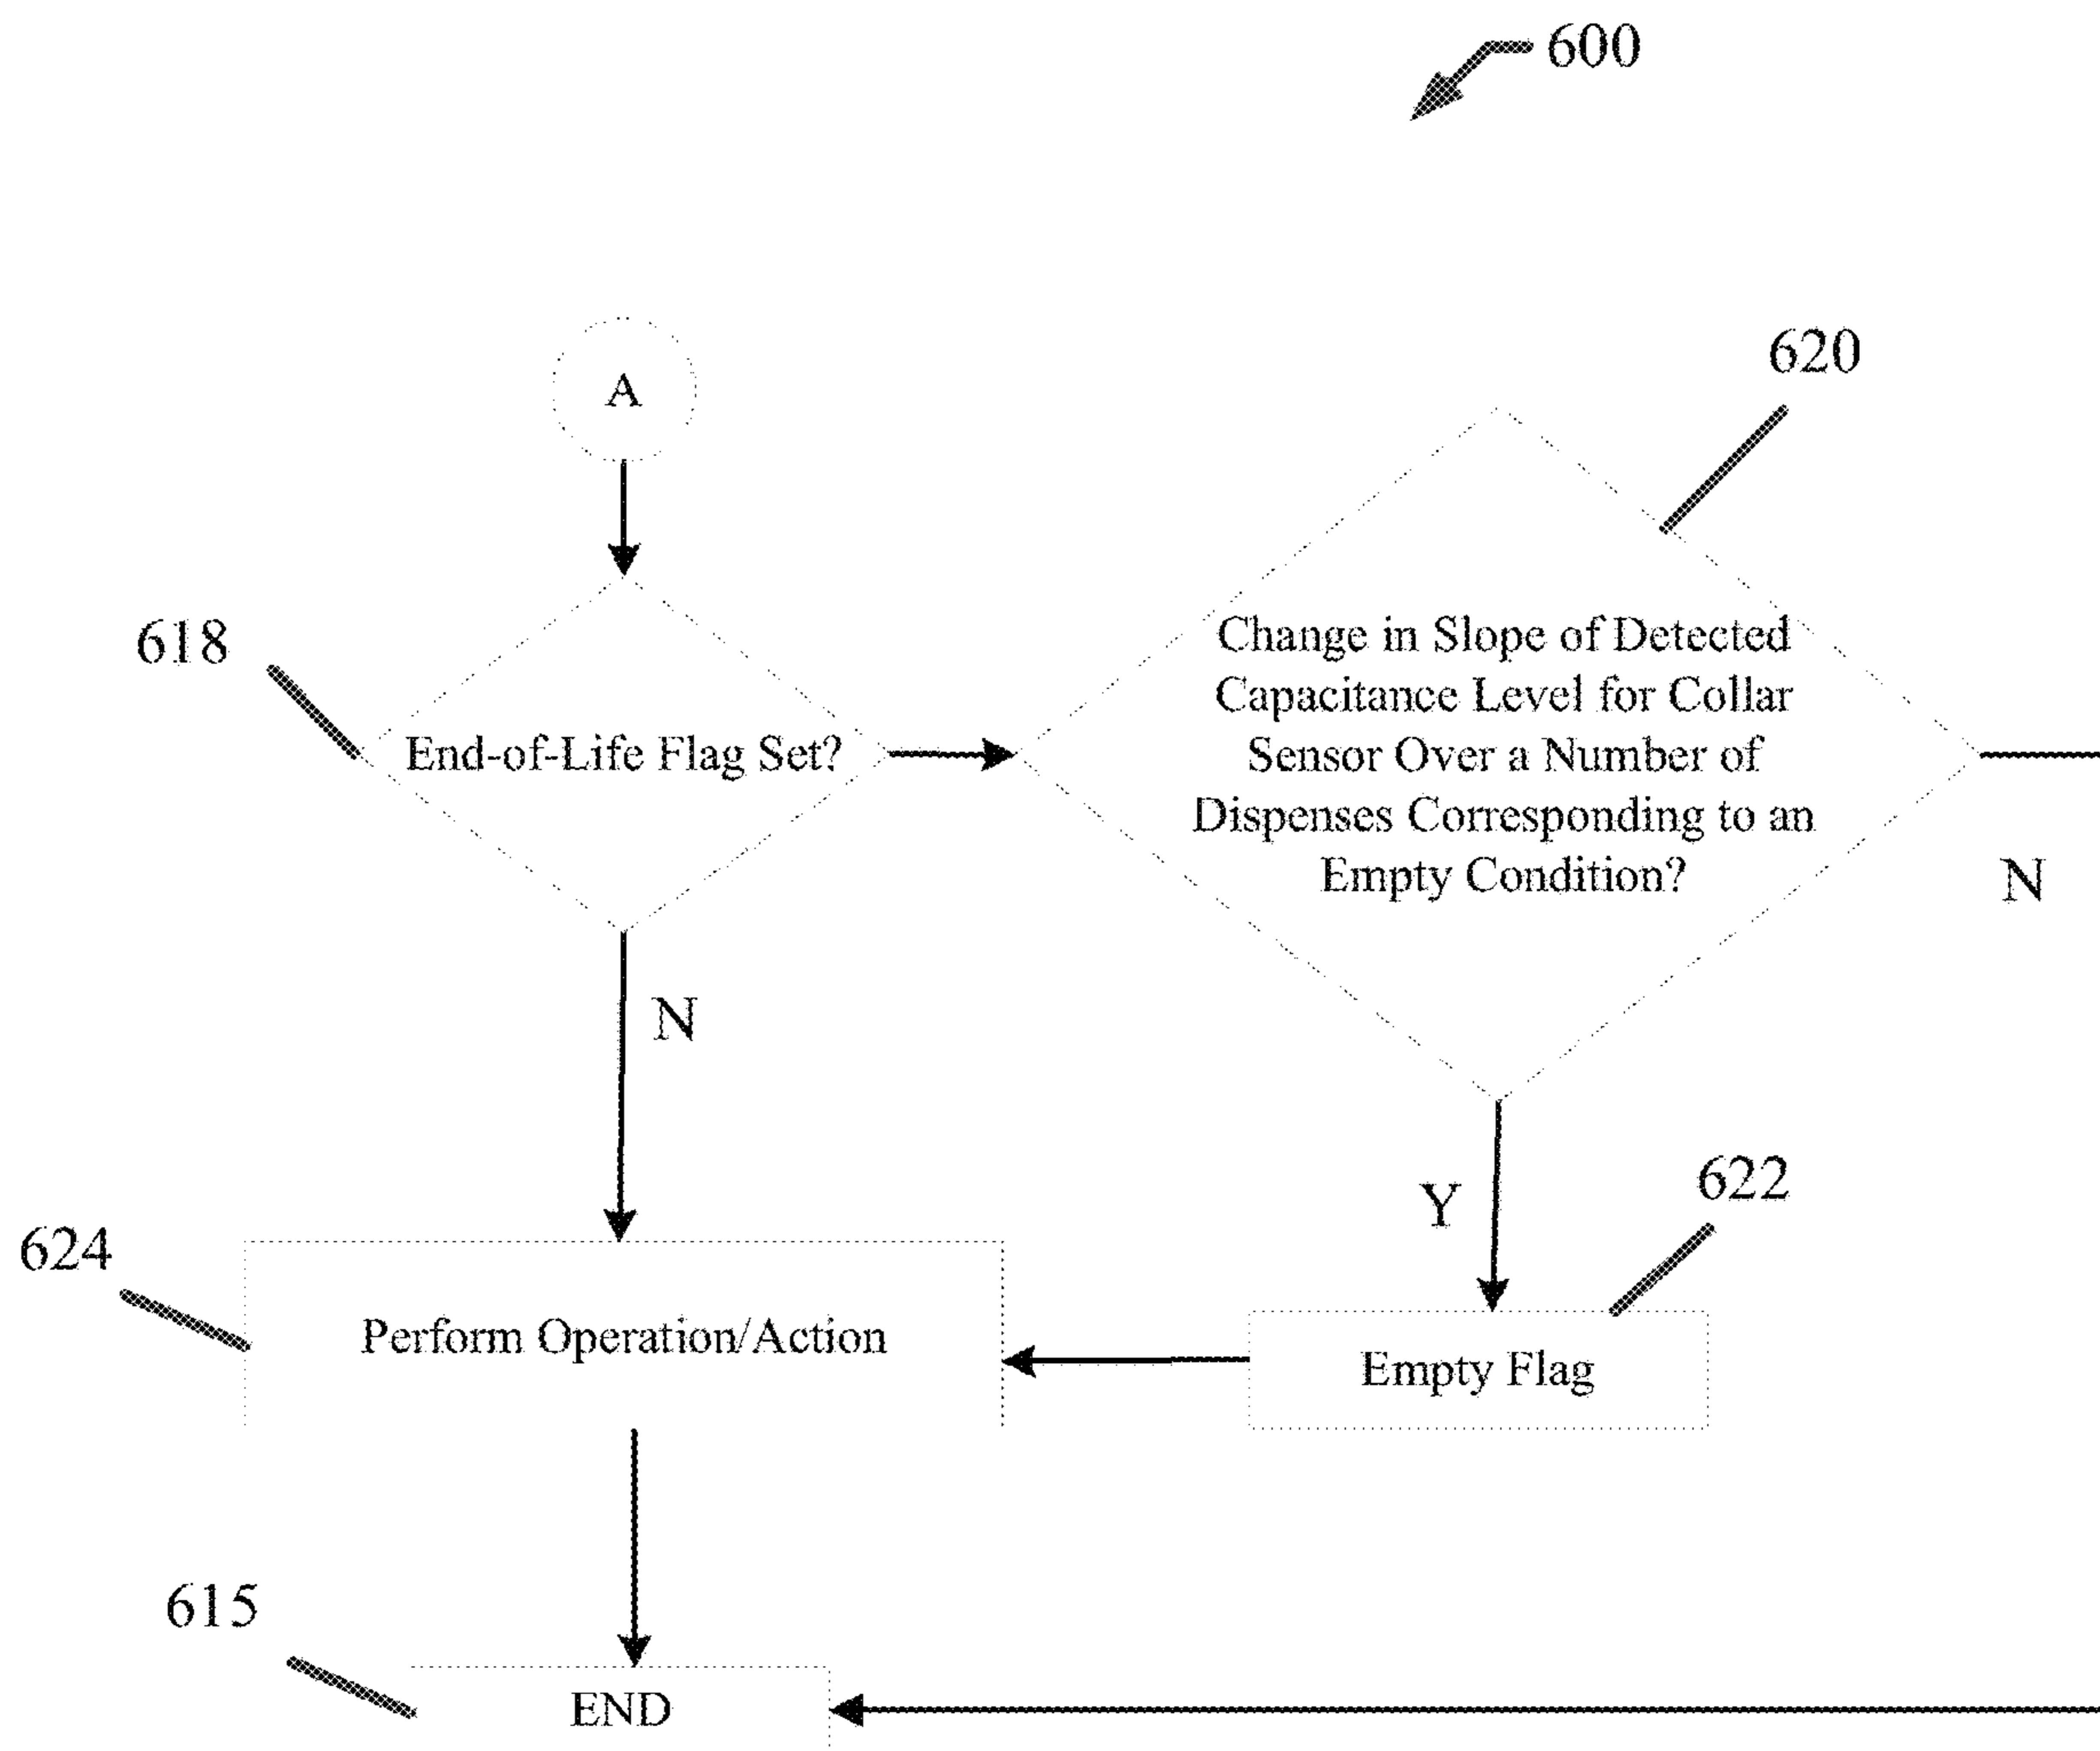 600
A
620
618
End-of-Life Flag Set?
Change in Slope of Detected
Capacitance Level for Collar
Sensor Over a Number of
Dispenses Corresponding to an
Empty Condition?
N
N
Y
622
624
Perform Operation/Action
Empty Flag
615
END